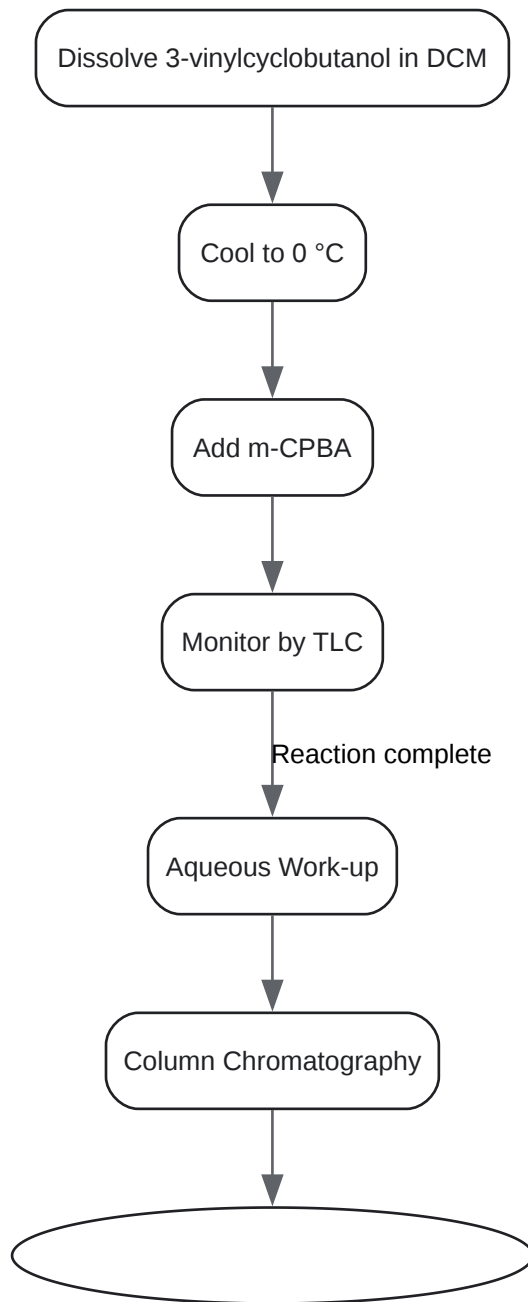 Dissolve 3-vinylcyclobutanol in DCM
Cool to 0 °C
Add m-CPBA
Monitor by TLC
Reaction complete
Aqueous Work-up
Column Chromatography